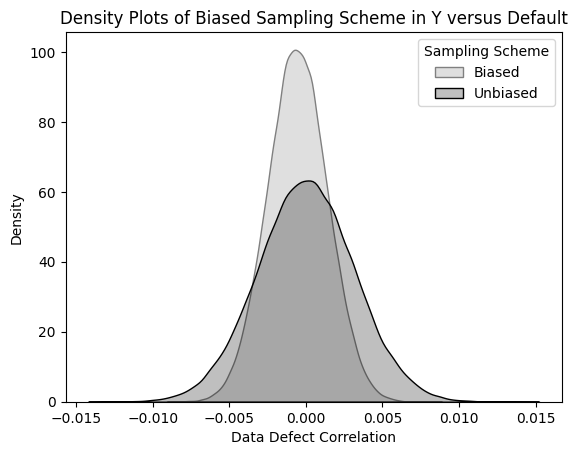 Density Plots of Biased Sampling Scheme in Y versus Default
Sampling Scheme
Biased
Unbiased
100
80
60
40
20
0
Density
−0.015 −0.010 −0.005 0.000 0.005 0.010 0.015
Data Defect Correlation